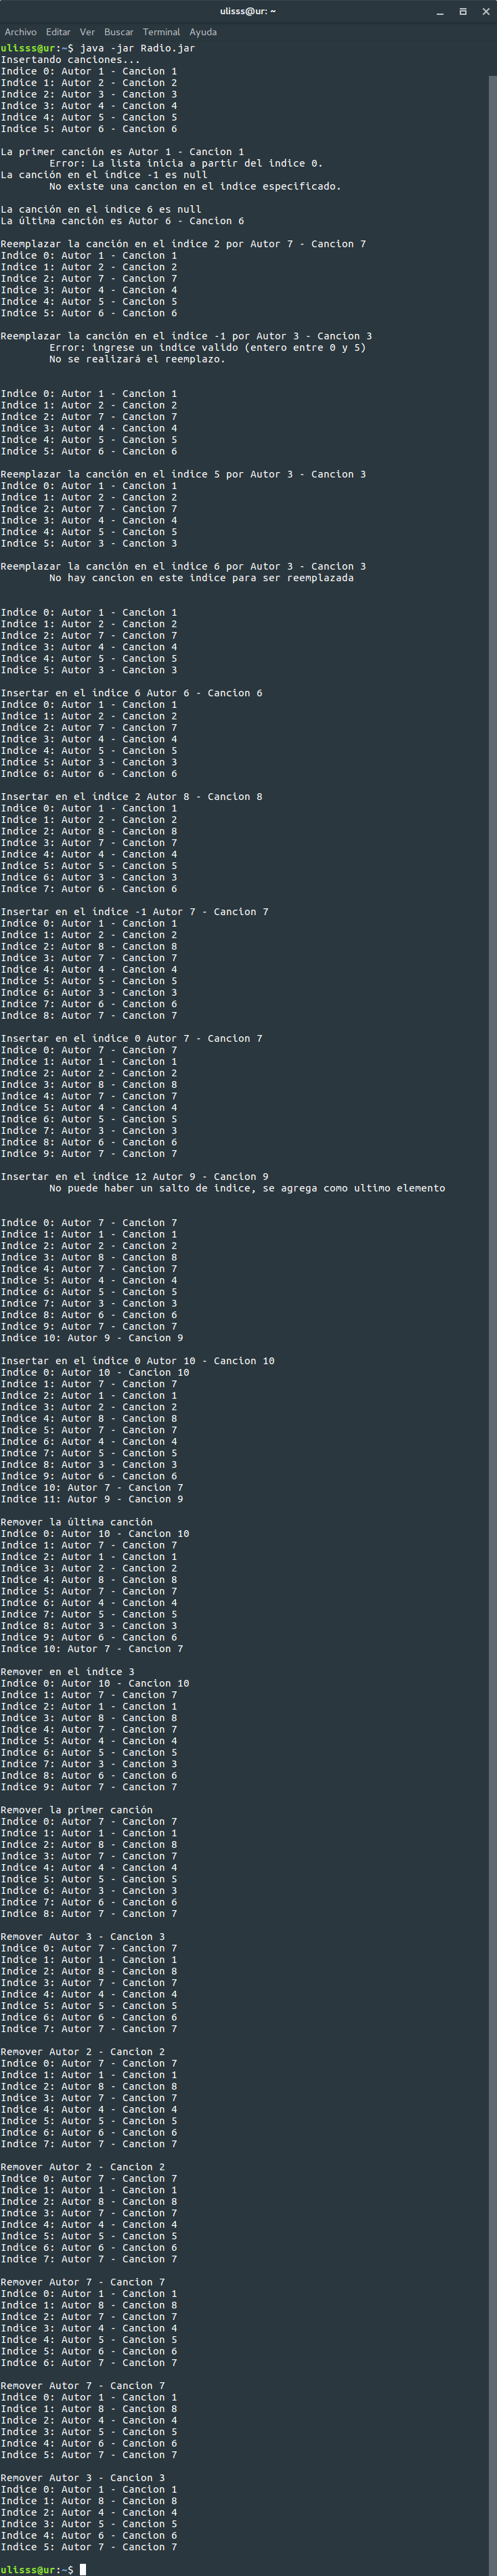 ulisss@ur: ~
Archivo Editar Ver Buscar Terminal Ayuda
ulisss@ur:~$ java -jar Radio.jar
Insertando canciones...
Indice 0: Autor 1 - Cancion 1
Indice 1: Autor 2 - Cancion 2
Indice 2: Autor 3 - Cancion 3
Indice 3: Autor 4 - Cancion 4
Indice 4: Autor 5 - Cancion 5
Indice 5: Autor 6 - Cancion 6

La primer canción es Autor 1 - Cancion 1
        Error: La lista inicia a partir del indice 0.
La canción en el indice -1 es null
        No existe una cancion en el indice especificado.

La canción en el indice 6 es null
La última canción es Autor 6 - Cancion 6

Reemplazar la canción en el indice 2 por Autor 7 - Cancion 7
Indice 0: Autor 1 - Cancion 1
Indice 1: Autor 2 - Cancion 2
Indice 2: Autor 7 - Cancion 7
Indice 3: Autor 4 - Cancion 4
Indice 4: Autor 5 - Cancion 5
Indice 5: Autor 6 - Cancion 6

Reemplazar la canción en el indice -1 por Autor 3 - Cancion 3
        Error: ingrese un indice valido (entero entre 0 y 5)
        No se realizará el reemplazo.

Indice 0: Autor 1 - Cancion 1
Indice 1: Autor 2 - Cancion 2
Indice 2: Autor 7 - Cancion 7
Indice 3: Autor 4 - Cancion 4
Indice 4: Autor 5 - Cancion 5
Indice 5: Autor 6 - Cancion 6

Reemplazar la canción en el indice 5 por Autor 3 - Cancion 3
Indice 0: Autor 1 - Cancion 1
Indice 1: Autor 2 - Cancion 2
Indice 2: Autor 7 - Cancion 7
Indice 3: Autor 4 - Cancion 4
Indice 4: Autor 5 - Cancion 5
Indice 5: Autor 3 - Cancion 3

Reemplazar la canción en el indice 6 por Autor 3 - Cancion 3
        No hay cancion en este indice para ser reemplazada

Indice 0: Autor 1 - Cancion 1
Indice 1: Autor 2 - Cancion 2
Indice 2: Autor 7 - Cancion 7
Indice 3: Autor 4 - Cancion 4
Indice 4: Autor 5 - Cancion 5
Indice 5: Autor 3 - Cancion 3

Insertar en el indice 6 Autor 6 - Cancion 6
Indice 0: Autor 1 - Cancion 1
Indice 1: Autor 2 - Cancion 2
Indice 2: Autor 7 - Cancion 7
Indice 3: Autor 4 - Cancion 4
Indice 4: Autor 5 - Cancion 5
Indice 5: Autor 3 - Cancion 3
Indice 6: Autor 6 - Cancion 6

Insertar en el indice 2 Autor 8 - Cancion 8
Indice 0: Autor 1 - Cancion 1
Indice 1: Autor 2 - Cancion 2
Indice 2: Autor 8 - Cancion 8
Indice 3: Autor 7 - Cancion 7
Indice 4: Autor 4 - Cancion 4
Indice 5: Autor 5 - Cancion 5
Indice 6: Autor 3 - Cancion 3
Indice 7: Autor 6 - Cancion 6

Insertar en el indice -1 Autor 7 - Cancion 7
Indice 0: Autor 1 - Cancion 1
Indice 1: Autor 2 - Cancion 2
Indice 2: Autor 8 - Cancion 8
Indice 3: Autor 7 - Cancion 7
Indice 4: Autor 4 - Cancion 4
Indice 5: Autor 5 - Cancion 5
Indice 6: Autor 3 - Cancion 3
Indice 7: Autor 6 - Cancion 6
Indice 8: Autor 7 - Cancion 7

Insertar en el indice 0 Autor 7 - Cancion 7
Indice 0: Autor 7 - Cancion 7
Indice 1: Autor 1 - Cancion 1
Indice 2: Autor 2 - Cancion 2
Indice 3: Autor 8 - Cancion 8
Indice 4: Autor 7 - Cancion 7
Indice 5: Autor 4 - Cancion 4
Indice 6: Autor 5 - Cancion 5
Indice 7: Autor 3 - Cancion 3
Indice 8: Autor 6 - Cancion 6
Indice 9: Autor 7 - Cancion 7

Insertar en el indice 12 Autor 9 - Cancion 9
        No puede haber un salto de indice, se agrega como ultimo elemento

Indice 0: Autor 7 - Cancion 7
Indice 1: Autor 1 - Cancion 1
Indice 2: Autor 2 - Cancion 2
Indice 3: Autor 8 - Cancion 8
Indice 4: Autor 7 - Cancion 7
Indice 5: Autor 4 - Cancion 4
Indice 6: Autor 5 - Cancion 5
Indice 7: Autor 3 - Cancion 3
Indice 8: Autor 6 - Cancion 6
Indice 9: Autor 7 - Cancion 7
Indice 10: Autor 9 - Cancion 9

Insertar en el indice 0 Autor 10 - Cancion 10
Indice 0: Autor 10 - Cancion 10
Indice 1: Autor 7 - Cancion 7
Indice 2: Autor 1 - Cancion 1
Indice 3: Autor 2 - Cancion 2
Indice 4: Autor 8 - Cancion 8
Indice 5: Autor 7 - Cancion 7
Indice 6: Autor 4 - Cancion 4
Indice 7: Autor 5 - Cancion 5
Indice 8: Autor 3 - Cancion 3
Indice 9: Autor 6 - Cancion 6
Indice 10: Autor 7 - Cancion 7
Indice 11: Autor 9 - Cancion 9

Remover la última canción
Indice 0: Autor 10 - Cancion 10
Indice 1: Autor 7 - Cancion 7
Indice 2: Autor 1 - Cancion 1
Indice 3: Autor 2 - Cancion 2
Indice 4: Autor 8 - Cancion 8
Indice 5: Autor 7 - Cancion 7
Indice 6: Autor 4 - Cancion 4
Indice 7: Autor 5 - Cancion 5
Indice 8: Autor 3 - Cancion 3
Indice 9: Autor 6 - Cancion 6
Indice 10: Autor 7 - Cancion 7

Remover en el indice 3
Indice 0: Autor 10 - Cancion 10
Indice 1: Autor 7 - Cancion 7
Indice 2: Autor 1 - Cancion 1
Indice 3: Autor 8 - Cancion 8
Indice 4: Autor 7 - Cancion 7
Indice 5: Autor 4 - Cancion 4
Indice 6: Autor 5 - Cancion 5
Indice 7: Autor 3 - Cancion 3
Indice 8: Autor 6 - Cancion 6
Indice 9: Autor 7 - Cancion 7

Remover la primer canción
Indice 0: Autor 7 - Cancion 7
Indice 1: Autor 1 - Cancion 1
Indice 2: Autor 8 - Cancion 8
Indice 3: Autor 7 - Cancion 7
Indice 4: Autor 4 - Cancion 4
Indice 5: Autor 5 - Cancion 5
Indice 6: Autor 3 - Cancion 3
Indice 7: Autor 6 - Cancion 6
Indice 8: Autor 7 - Cancion 7

Remover Autor 3 - Cancion 3
Indice 0: Autor 7 - Cancion 7
Indice 1: Autor 1 - Cancion 1
Indice 2: Autor 8 - Cancion 8
Indice 3: Autor 7 - Cancion 7
Indice 4: Autor 4 - Cancion 4
Indice 5: Autor 5 - Cancion 5
Indice 6: Autor 6 - Cancion 6
Indice 7: Autor 7 - Cancion 7

Remover Autor 2 - Cancion 2
Indice 0: Autor 7 - Cancion 7
Indice 1: Autor 1 - Cancion 1
Indice 2: Autor 8 - Cancion 8
Indice 3: Autor 7 - Cancion 7
Indice 4: Autor 4 - Cancion 4
Indice 5: Autor 5 - Cancion 5
Indice 6: Autor 6 - Cancion 6
Indice 7: Autor 7 - Cancion 7

Remover Autor 2 - Cancion 2
Indice 0: Autor 7 - Cancion 7
Indice 1: Autor 1 - Cancion 1
Indice 2: Autor 8 - Cancion 8
Indice 3: Autor 7 - Cancion 7
Indice 4: Autor 4 - Cancion 4
Indice 5: Autor 5 - Cancion 5
Indice 6: Autor 6 - Cancion 6
Indice 7: Autor 7 - Cancion 7

Remover Autor 7 - Cancion 7
Indice 0: Autor 1 - Cancion 1
Indice 1: Autor 8 - Cancion 8
Indice 2: Autor 7 - Cancion 7
Indice 3: Autor 4 - Cancion 4
Indice 4: Autor 5 - Cancion 5
Indice 5: Autor 6 - Cancion 6
Indice 6: Autor 7 - Cancion 7

Remover Autor 7 - Cancion 7
Indice 0: Autor 1 - Cancion 1
Indice 1: Autor 8 - Cancion 8
Indice 2: Autor 4 - Cancion 4
Indice 3: Autor 5 - Cancion 5
Indice 4: Autor 6 - Cancion 6
Indice 5: Autor 7 - Cancion 7

Remover Autor 3 - Cancion 3
Indice 0: Autor 1 - Cancion 1
Indice 1: Autor 8 - Cancion 8
Indice 2: Autor 4 - Cancion 4
Indice 3: Autor 5 - Cancion 5
Indice 4: Autor 6 - Cancion 6
Indice 5: Autor 7 - Cancion 7

ulisss@ur:~$